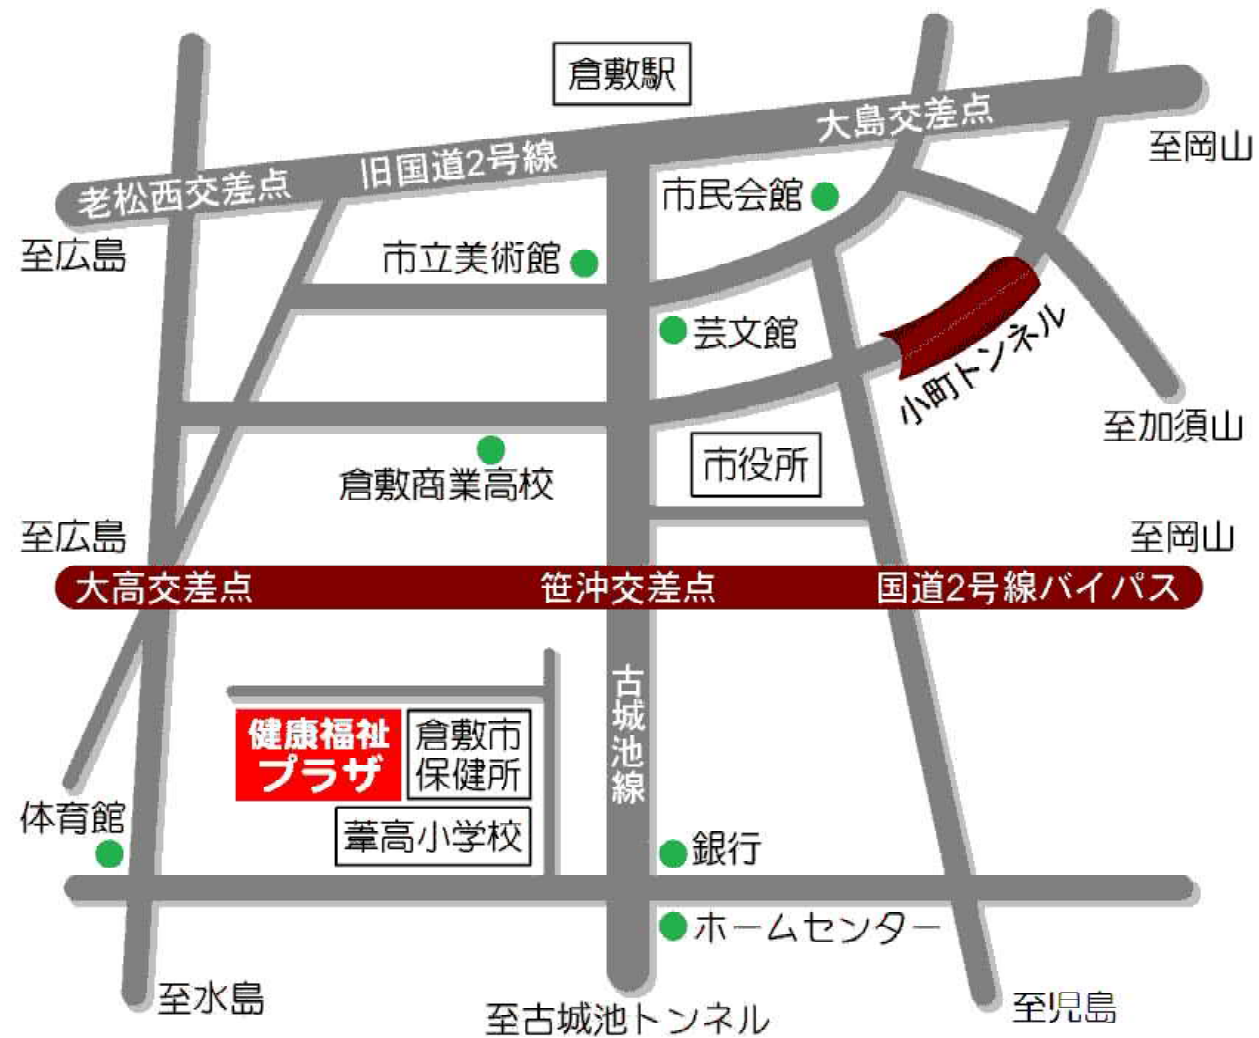 倉敷駅
大島交差点
至岡山
旧国道2号線
老松西交差点
市民会館
至広島
市立美術館
芸文館
小町トンネル
至加須山
市役所
倉敷商業高校
至広島
至岡山
大高交差点
笹沖交差点
国道2号線バイパス
古城池線
健康福祉
プラザ
倉敷市
保健所
葦高小学校
体育館
銀行
ホームセンター
至水島
至古城池トンネル
至児島